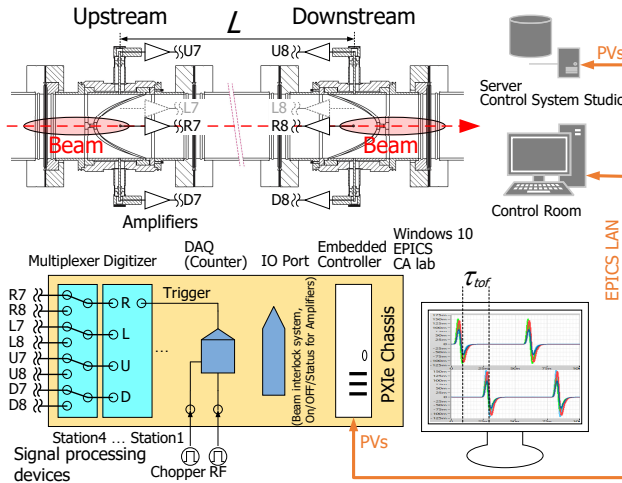 Upstream
Downstream
L
U7
U8
L7
L8
R7
R8
Beam
Beam
D7
D8
Amplifiers
PVs
Server
Control System Studio
Control Room
EPICS LAN
Windows 10
EPICS
CA lab
Multiplexer
Digitizer
DAQ
(Counter)
IO Port
Embedded
Controller
R7
R8
L7
L8
U7
U8
D7
D8
R
L
U
D
Trigger
...
(Beam interlock system,
On/OFF/Status for Amplifiers)
PXIe Chassis
τtof
Station4 ... Station1
Signal processing
devices
Chopper
RF
PVs